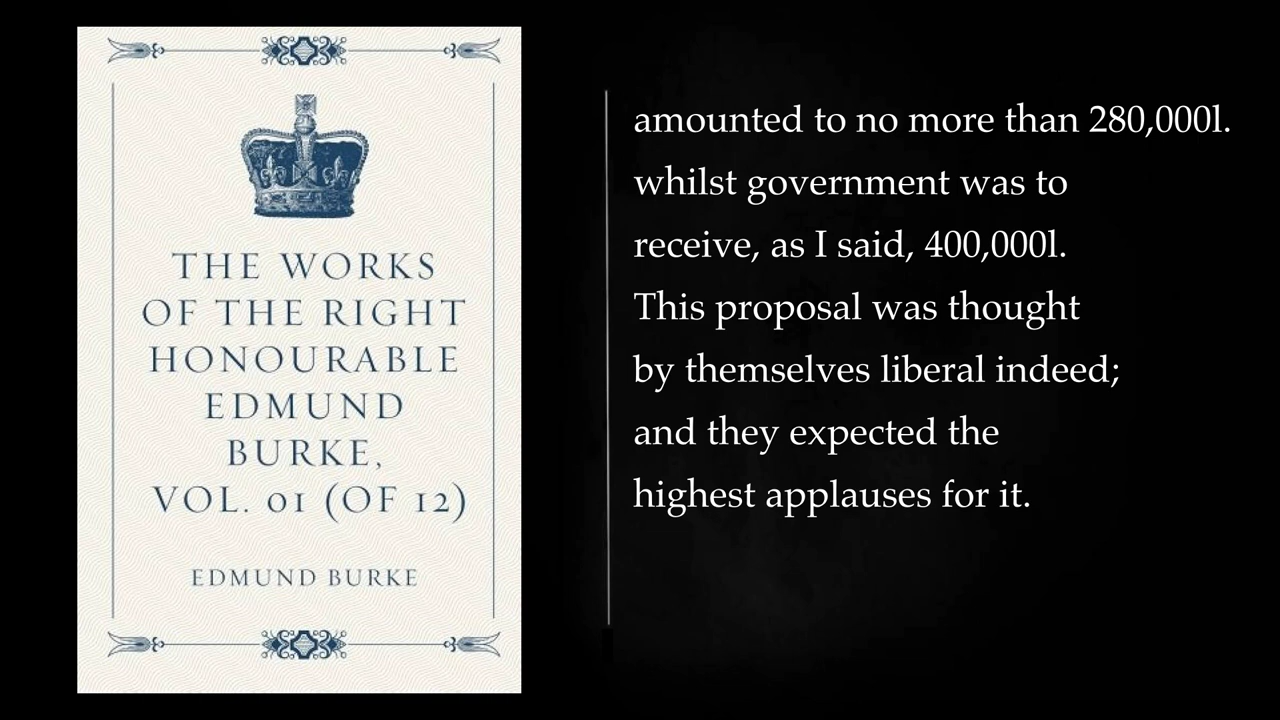 THE WORKS
OF THE RIGHT
HONOURABLE
EDMUND
BURKE,
VOL. 01 (OF 12)
EDMUND BURKE
amounted to no more than 280,000l.
whilst government was to
receive, as I said, 400,000l.
This proposal was thought
by themselves liberal indeed;
and they expected the
highest applauses for it.